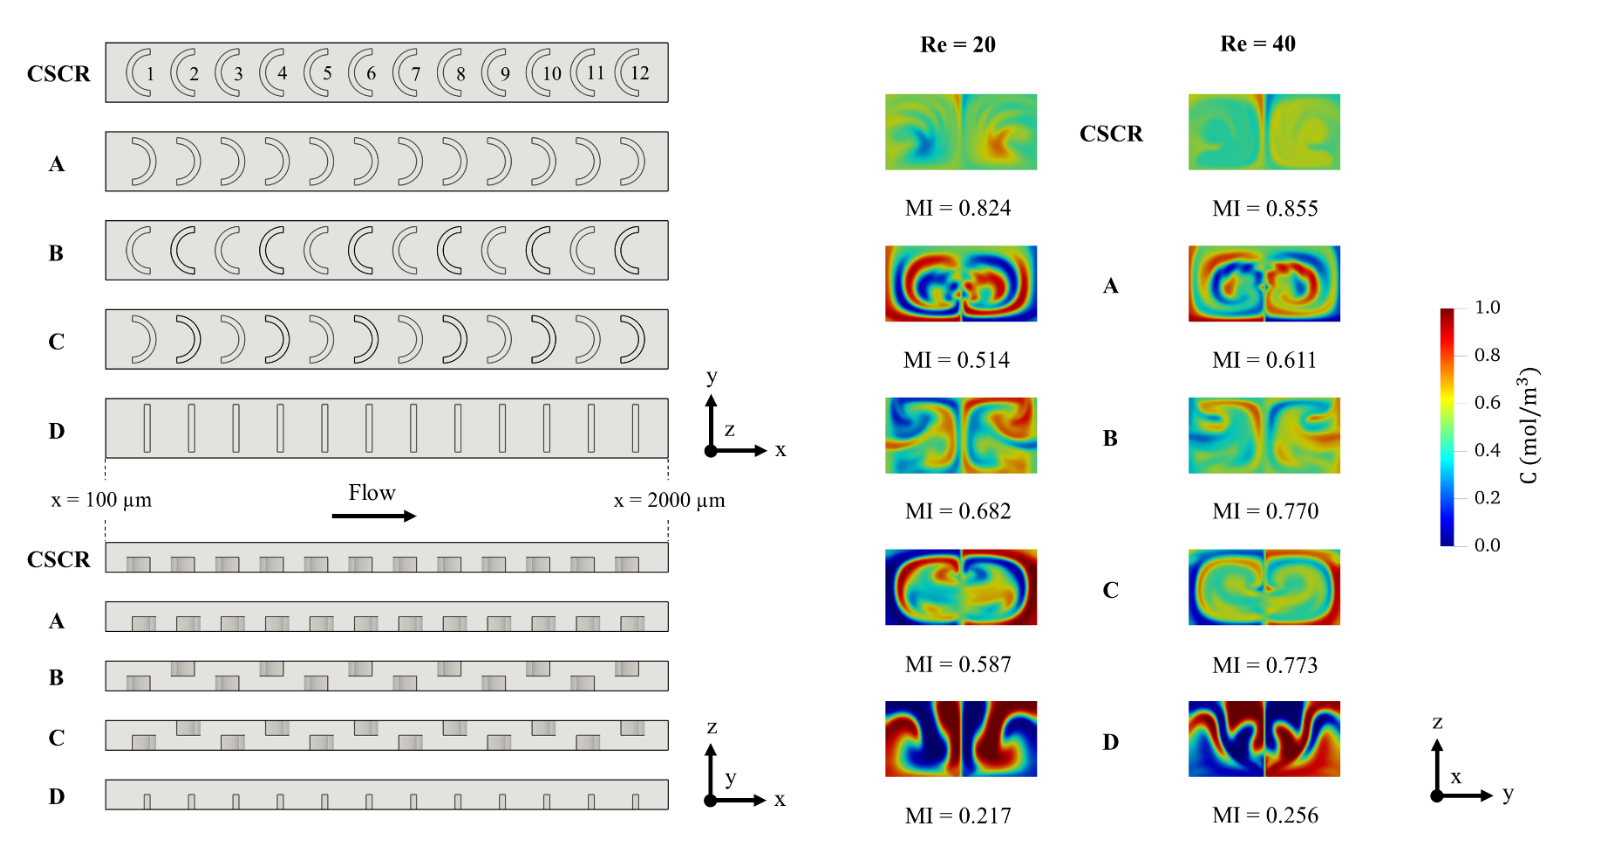 CSCR 1 2 3 4 5 6 7 8 9 10 11 12
A
B
C
D
y
z
x
x = 100 µm
Flow
x = 2000 µm
CSCR
A
B
C
D
z
y
x
Re = 20
Re = 40
CSCR
MI = 0.824
MI = 0.855
A
MI = 0.514
MI = 0.611
B
MI = 0.682
MI = 0.770
C
MI = 0.587
MI = 0.773
D
MI = 0.217
MI = 0.256
1.0
0.8
0.6
0.4
0.2
0.0
C (mol/m³)
z
x
y